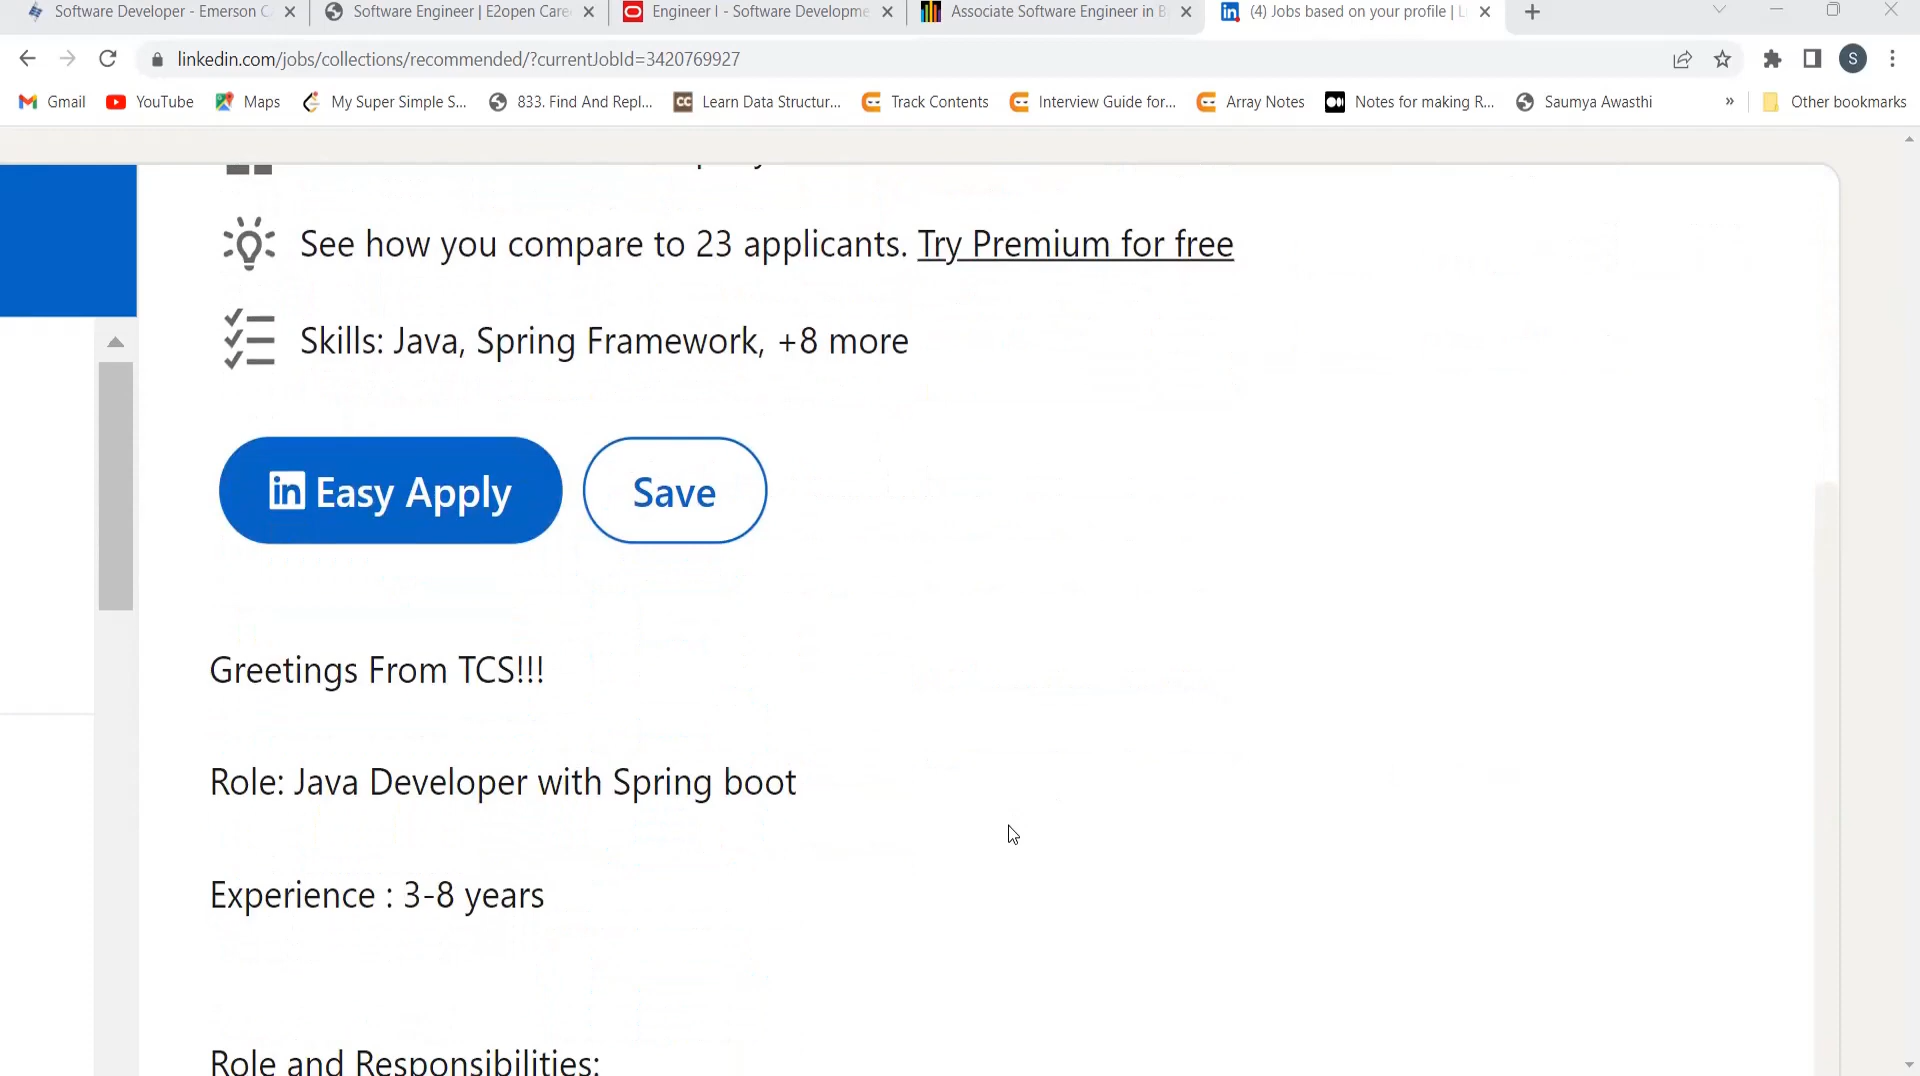 Software Developer - Emerson C
Software Engineer | E2open Care
Engineer I - Software Developme
Associate Software Engineer in B
(4) Jobs based on your profile | L
linkedin.com/jobs/collections/recommended/?currentJobId=3420769927
S
Gmail
YouTube
Maps
My Super Simple S...
833. Find And Repl...
CC
Learn Data Structur...
Track Contents
Interview Guide for...
Array Notes
Notes for making R...
Saumya Awasthi
»
Other bookmarks
See how you compare to 23 applicants. Try Premium for free
Skills: Java, Spring Framework, +8 more
in Easy Apply
Save
Greetings From TCS!!!
Role: Java Developer with Spring boot
Experience : 3-8 years
Role and Responsibilities: